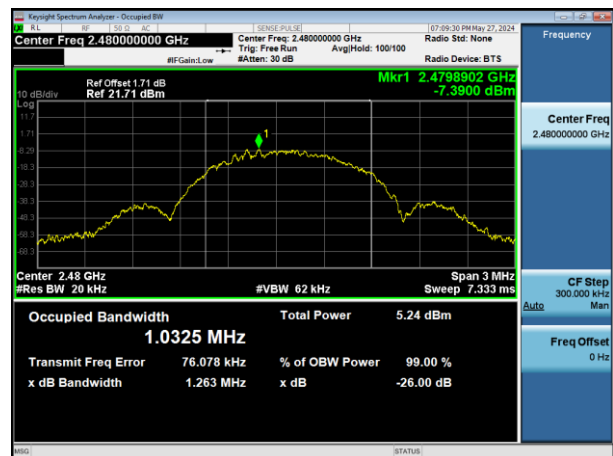 Keysight Spectrum Analyzer - Occupied BW
RL RF 50 Ω AC SENSE:PULSE 07:09:30 PM May 27, 2024
Center Freq 2.480000000 GHz Center Freq: 2.480000000 GHz Radio Std: None Frequency
Trig: Free Run Avg|Hold: 100/100
#IFGain:Low #Atten: 30 dB Radio Device: BTS
Ref Offset 1.71 dB Mkr1 2.4798902 GHz
10 dB/div Ref 21.71 dBm -7.3900 dBm
Log
11.7
1.71
-8.29
-18.3
-28.3
-38.3
-48.3
-58.3
-68.3
1
Center Freq
2.480000000 GHz
Center 2.48 GHz Span 3 MHz
#Res BW 20 kHz #VBW 62 kHz Sweep 7.333 ms
CF Step
300.000 kHz
Auto Man
Occupied Bandwidth Total Power 5.24 dBm
1.0325 MHz
Freq Offset
0 Hz
Transmit Freq Error 76.078 kHz % of OBW Power 99.00 %
x dB Bandwidth 1.263 MHz x dB -26.00 dB
MSG STATUS